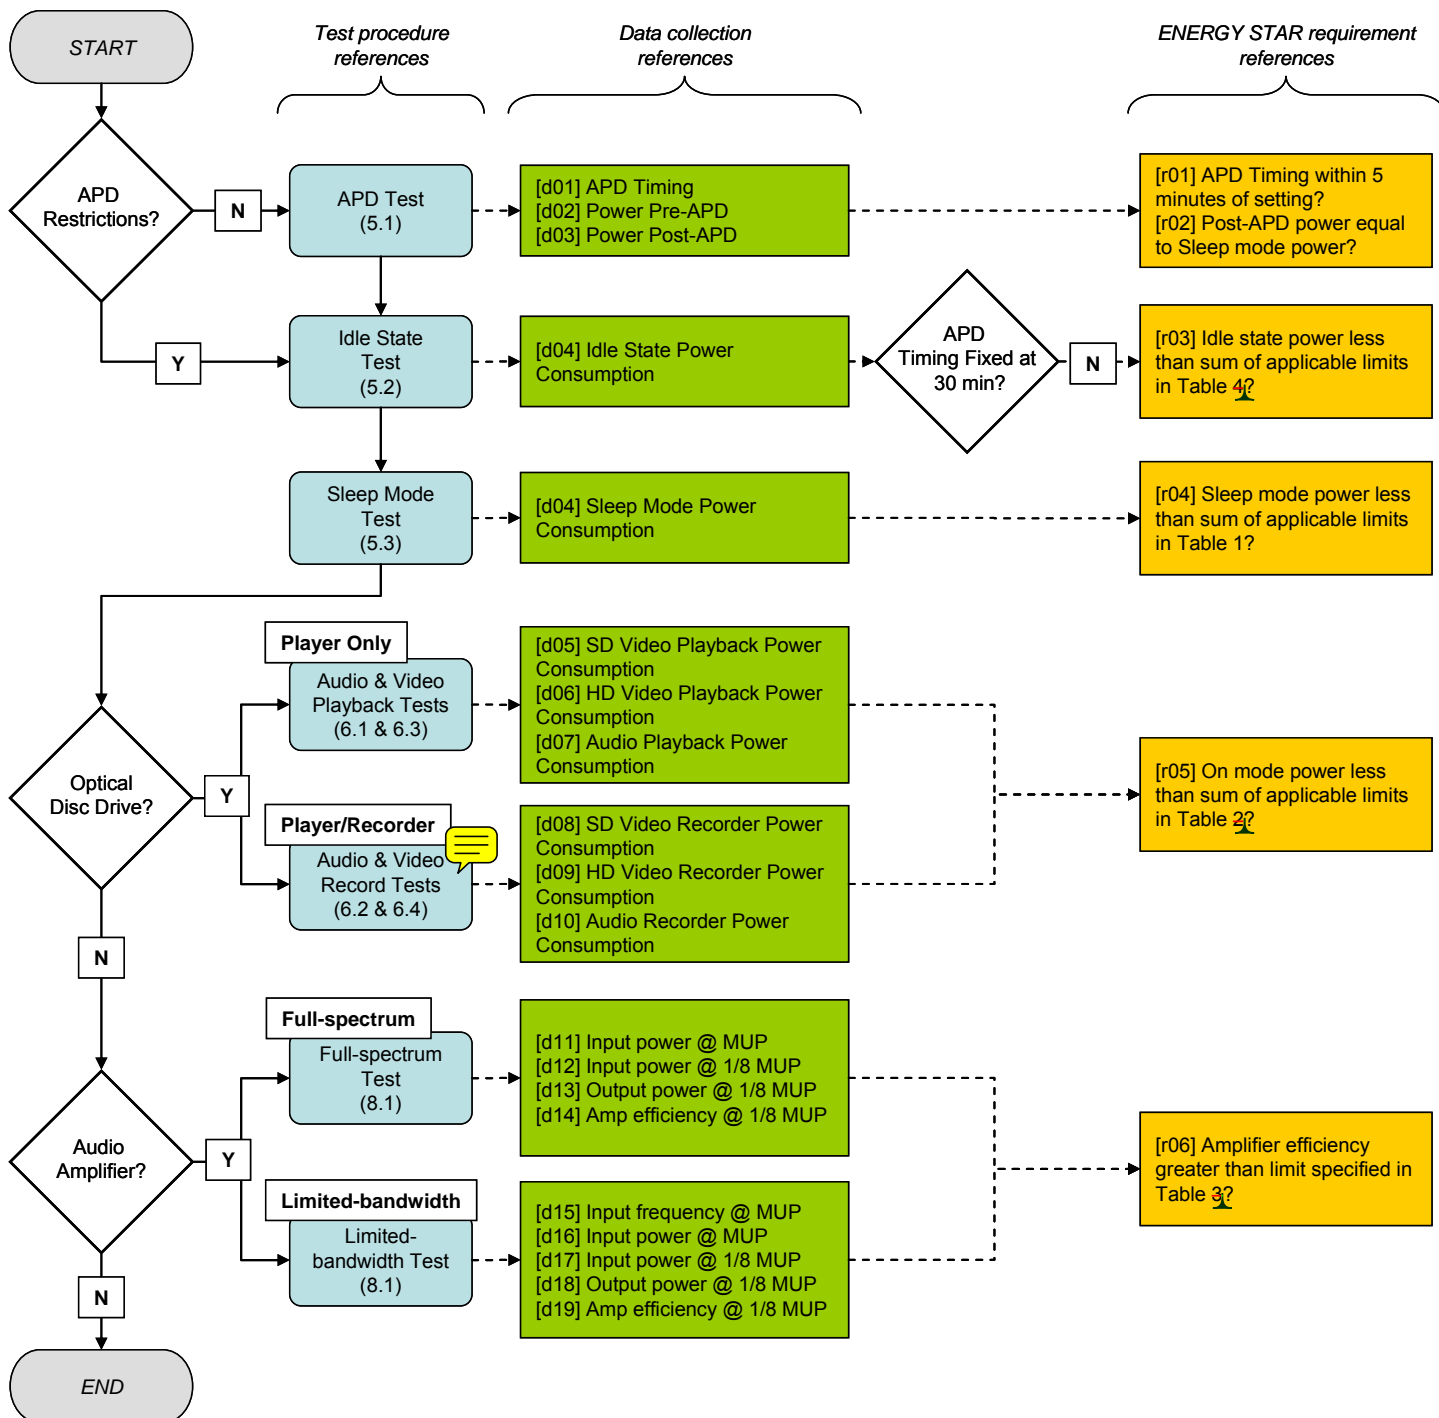 START
Test procedure
references
Data collection
references
ENERGY STAR requirement
references
APD
Restrictions?
N
APD Test
(5.1)
[d01] APD Timing
[d02] Power Pre-APD
[d03] Power Post-APD
[r01] APD Timing within 5
minutes of setting?
[r02] Post-APD power equal
to Sleep mode power?
Y
Idle State
Test
(5.2)
[d04] Idle State Power
Consumption
APD
Timing Fixed at
30 min?
N
[r03] Idle state power less
than sum of applicable limits
in Table 4?
Sleep Mode
Test
(5.3)
[d04] Sleep Mode Power
Consumption
[r04] Sleep mode power less
than sum of applicable limits
in Table 1?
Optical
Disc Drive?
Y
Player Only
Audio & Video
Playback Tests
(6.1 & 6.3)
[d05] SD Video Playback Power
Consumption
[d06] HD Video Playback Power
Consumption
[d07] Audio Playback Power
Consumption
Player/Recorder
Audio & Video
Record Tests
(6.2 & 6.4)
[d08] SD Video Recorder Power
Consumption
[d09] HD Video Recorder Power
Consumption
[d10] Audio Recorder Power
Consumption
[r05] On mode power less
than sum of applicable limits
in Table 2?
N
Audio
Amplifier?
Y
Full-spectrum
Full-spectrum
Test
(8.1)
[d11] Input power @ MUP
[d12] Input power @ 1/8 MUP
[d13] Output power @ 1/8 MUP
[d14] Amp efficiency @ 1/8 MUP
Limited-bandwidth
Limited-
bandwidth Test
(8.1)
[d15] Input frequency @ MUP
[d16] Input power @ MUP
[d17] Input power @ 1/8 MUP
[d18] Output power @ 1/8 MUP
[d19] Amp efficiency @ 1/8 MUP
[r06] Amplifier efficiency
greater than limit specified in
Table 3?
N
END